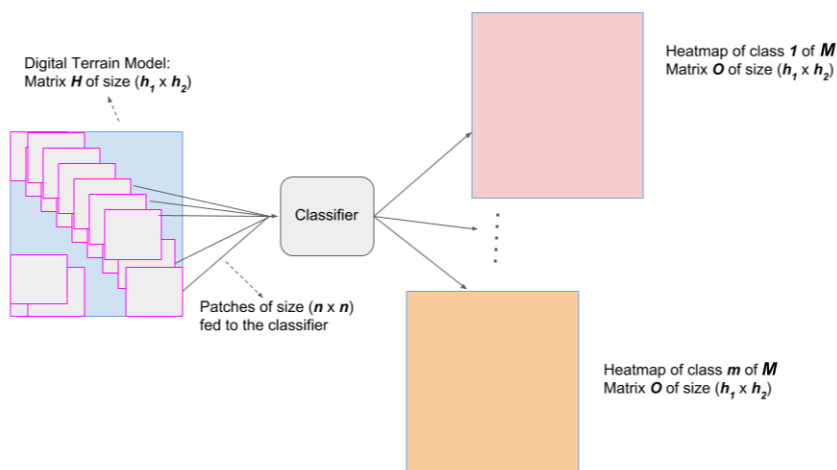 Digital Terrain Model:
Matrix H of size (h₁ x h₂)
Classifier
Patches of size (n x n)
fed to the classifier
Heatmap of class 1 of M
Matrix O of size (h₁ x h₂)
Heatmap of class m of M
Matrix O of size (h₁ x h₂)